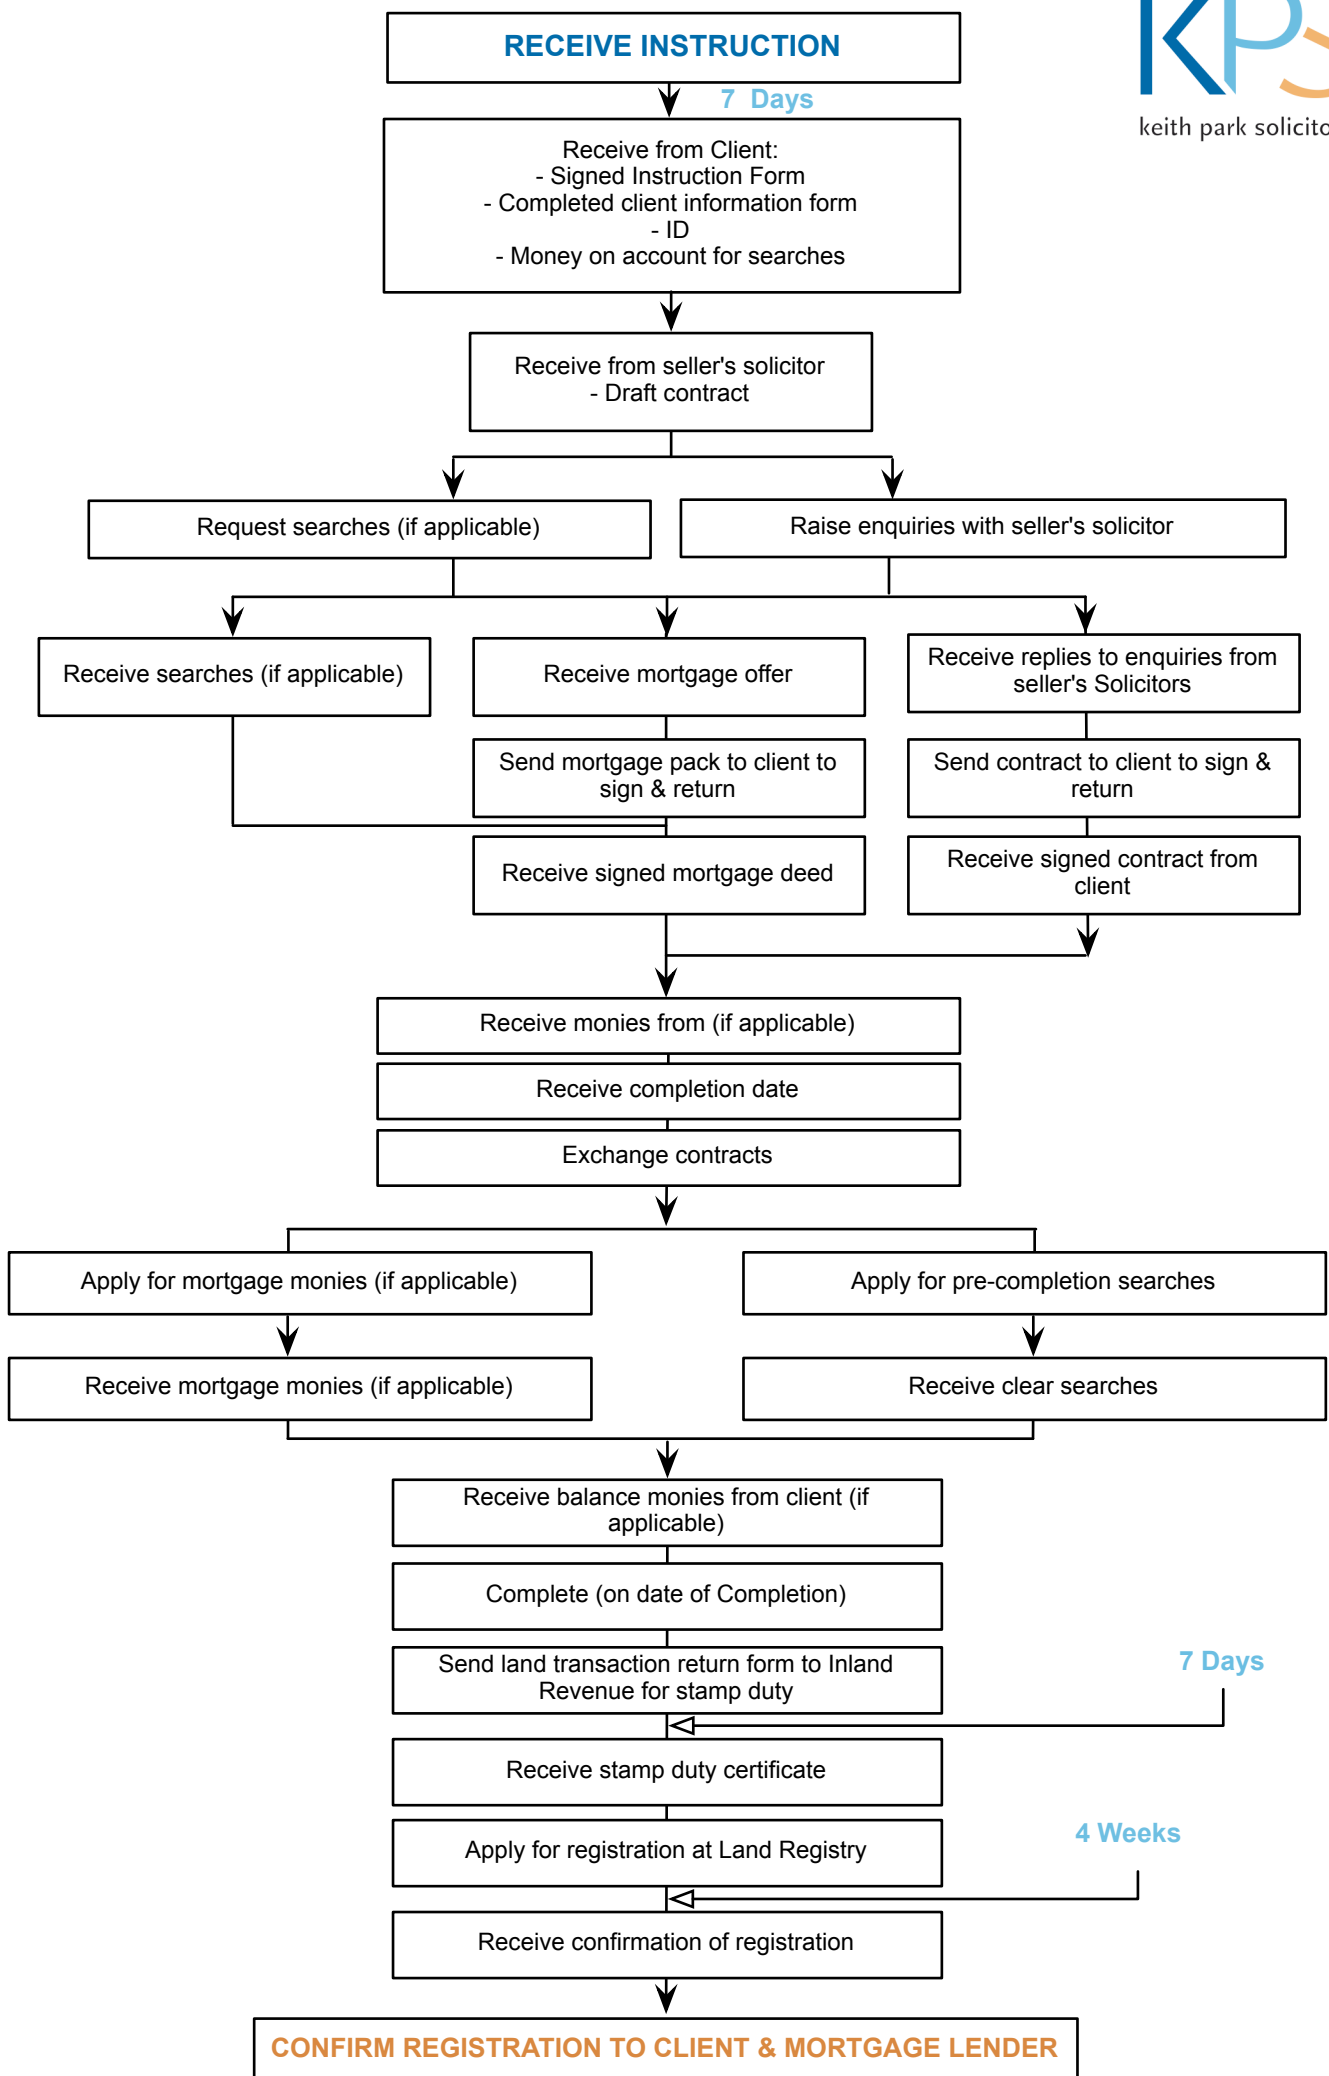 RECEIVE INSTRUCTION
KPS
7 Days
keith park solicito
Receive from Client:
- Signed Instruction Form
- Completed client information form
- ID
- Money on account for searches
Receive from seller's solicitor
- Draft contract
Request searches (if applicable)
Raise enquiries with seller's solicitor
Receive searches (if applicable)
Receive mortgage offer
Receive replies to enquiries from
seller's Solicitors
Send mortgage pack to client to
sign & return
Send contract to client to sign &
return
Receive signed mortgage deed
Receive signed contract from
client
Receive monies from (if applicable)
Receive completion date
Exchange contracts
Apply for mortgage monies (if applicable)
Apply for pre-completion searches
Receive mortgage monies (if applicable)
Receive clear searches
Receive balance monies from client (if
applicable)
Complete (on date of Completion)
Send land transaction return form to Inland
Revenue for stamp duty
7 Days
Receive stamp duty certificate
Apply for registration at Land Registry
4 Weeks
Receive confirmation of registration
CONFIRM REGISTRATION TO CLIENT & MORTGAGE LENDER